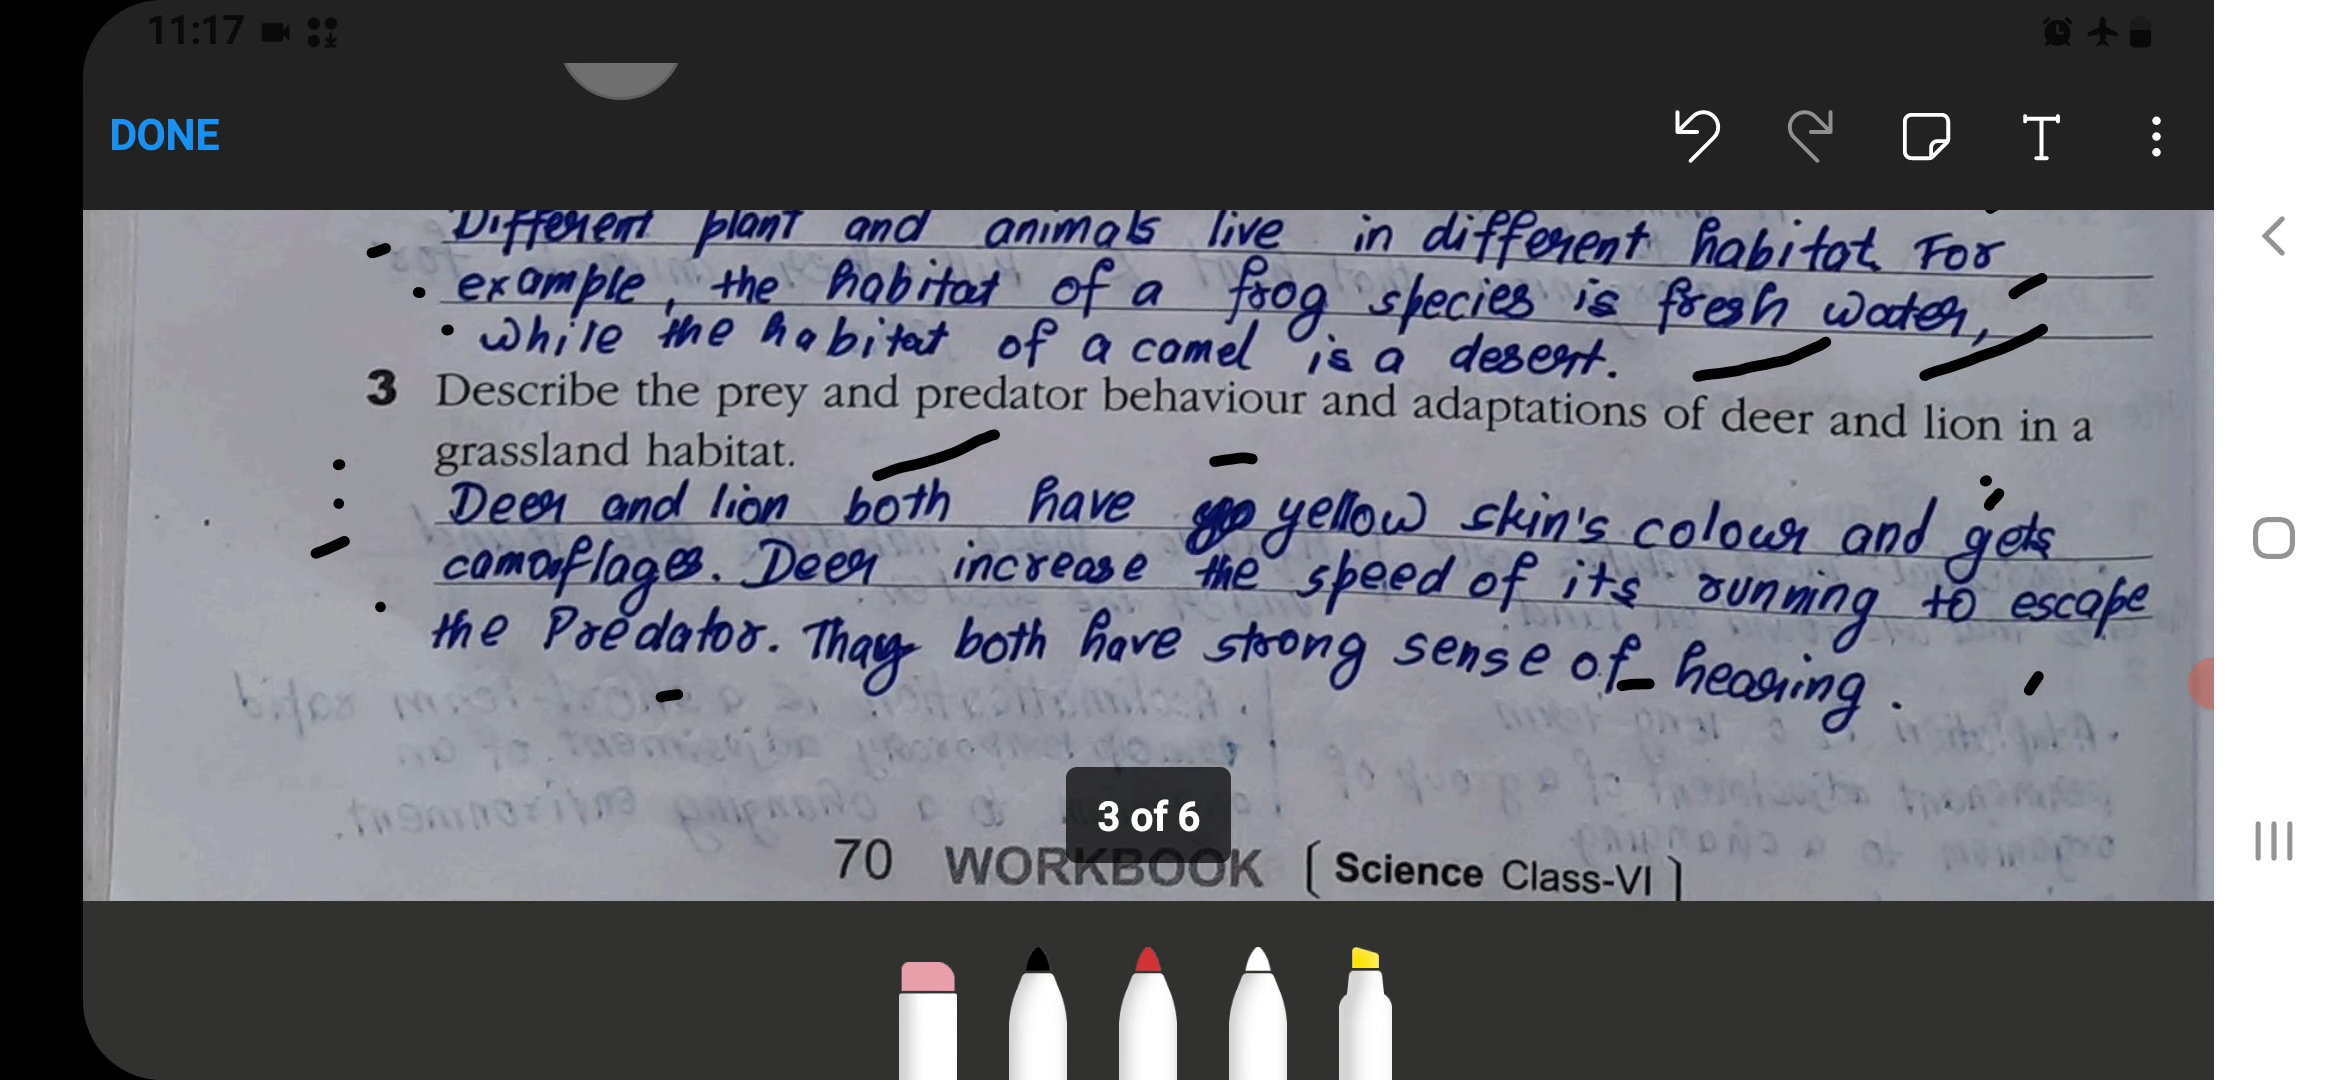 11:17
DONE
Different plant and animals live in different habitat. For
example, the habitat of a frog species is fresh water,
while the habitat of a camel is a desert.
3 Describe the prey and predator behaviour and adaptations of deer and lion in a
grassland habitat.
Deer and lion both have yellow skin's colour and gets
camouflages. Deer increase the speed of its running to escape
the Predator. Thay both have strong sense of hearing.
3 of 6
70 WORKBOOK [ Science Class-VI ]